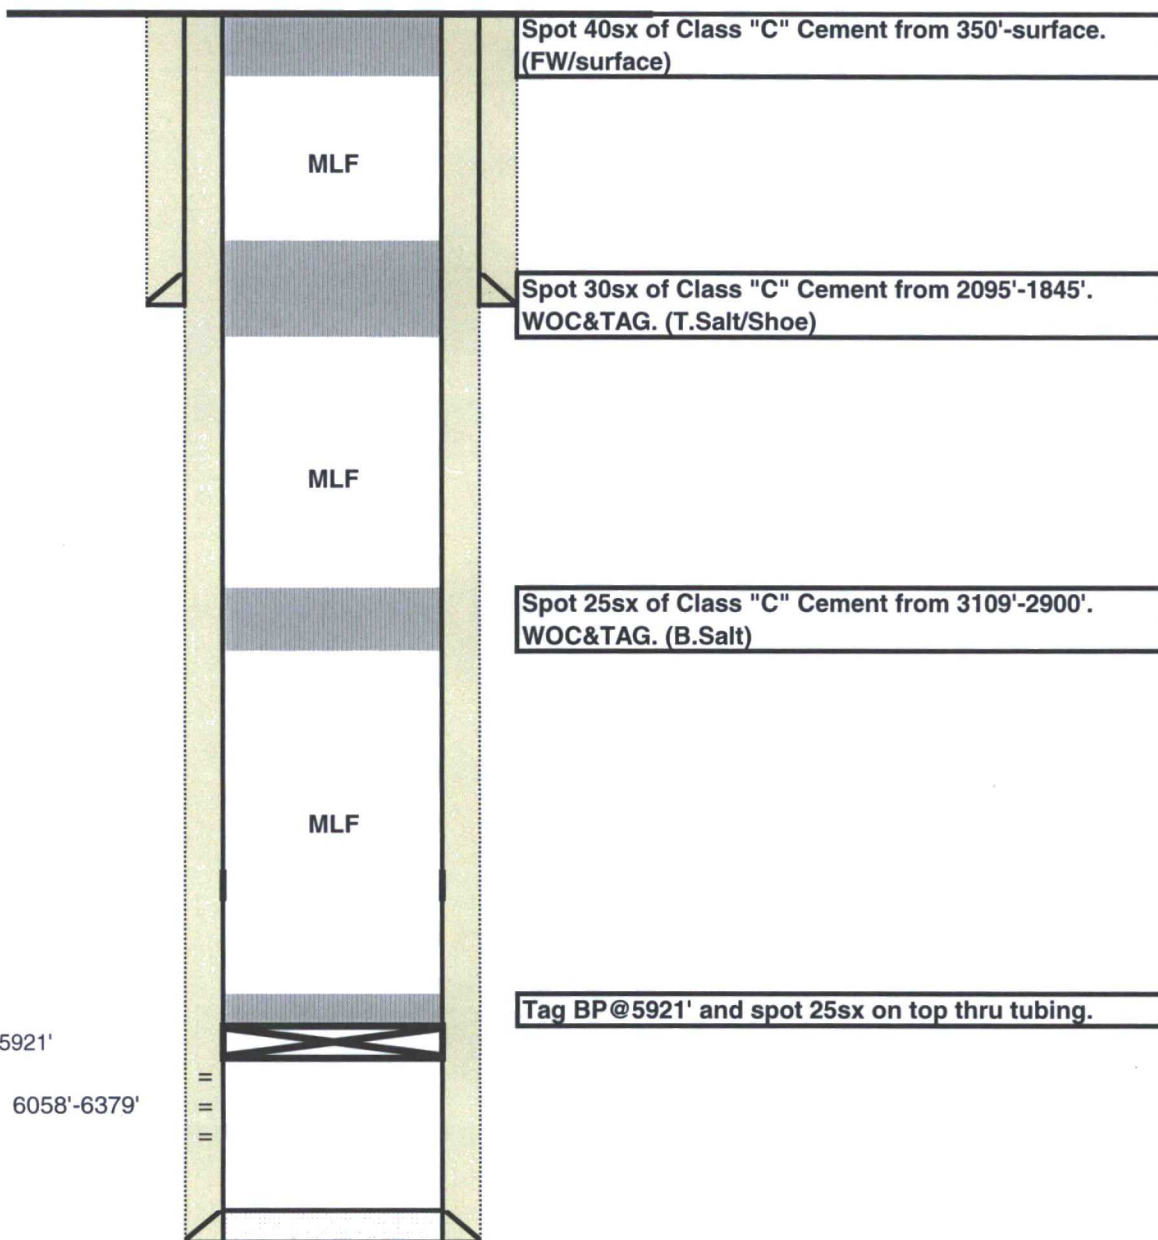 Spot 40sx of Class "C" Cement from 350'-surface.
(FW/surface)
MLF
Spot 30sx of Class "C" Cement from 2095'-1845'.
WOC&TAG. (T.Salt/Shoe)
MLF
Spot 25sx of Class "C" Cement from 3109'-2900'.
WOC&TAG. (B.Salt)
MLF
Tag BP@5921' and spot 25sx on top thru tubing.
5921'
=
6058'-6379' =
=